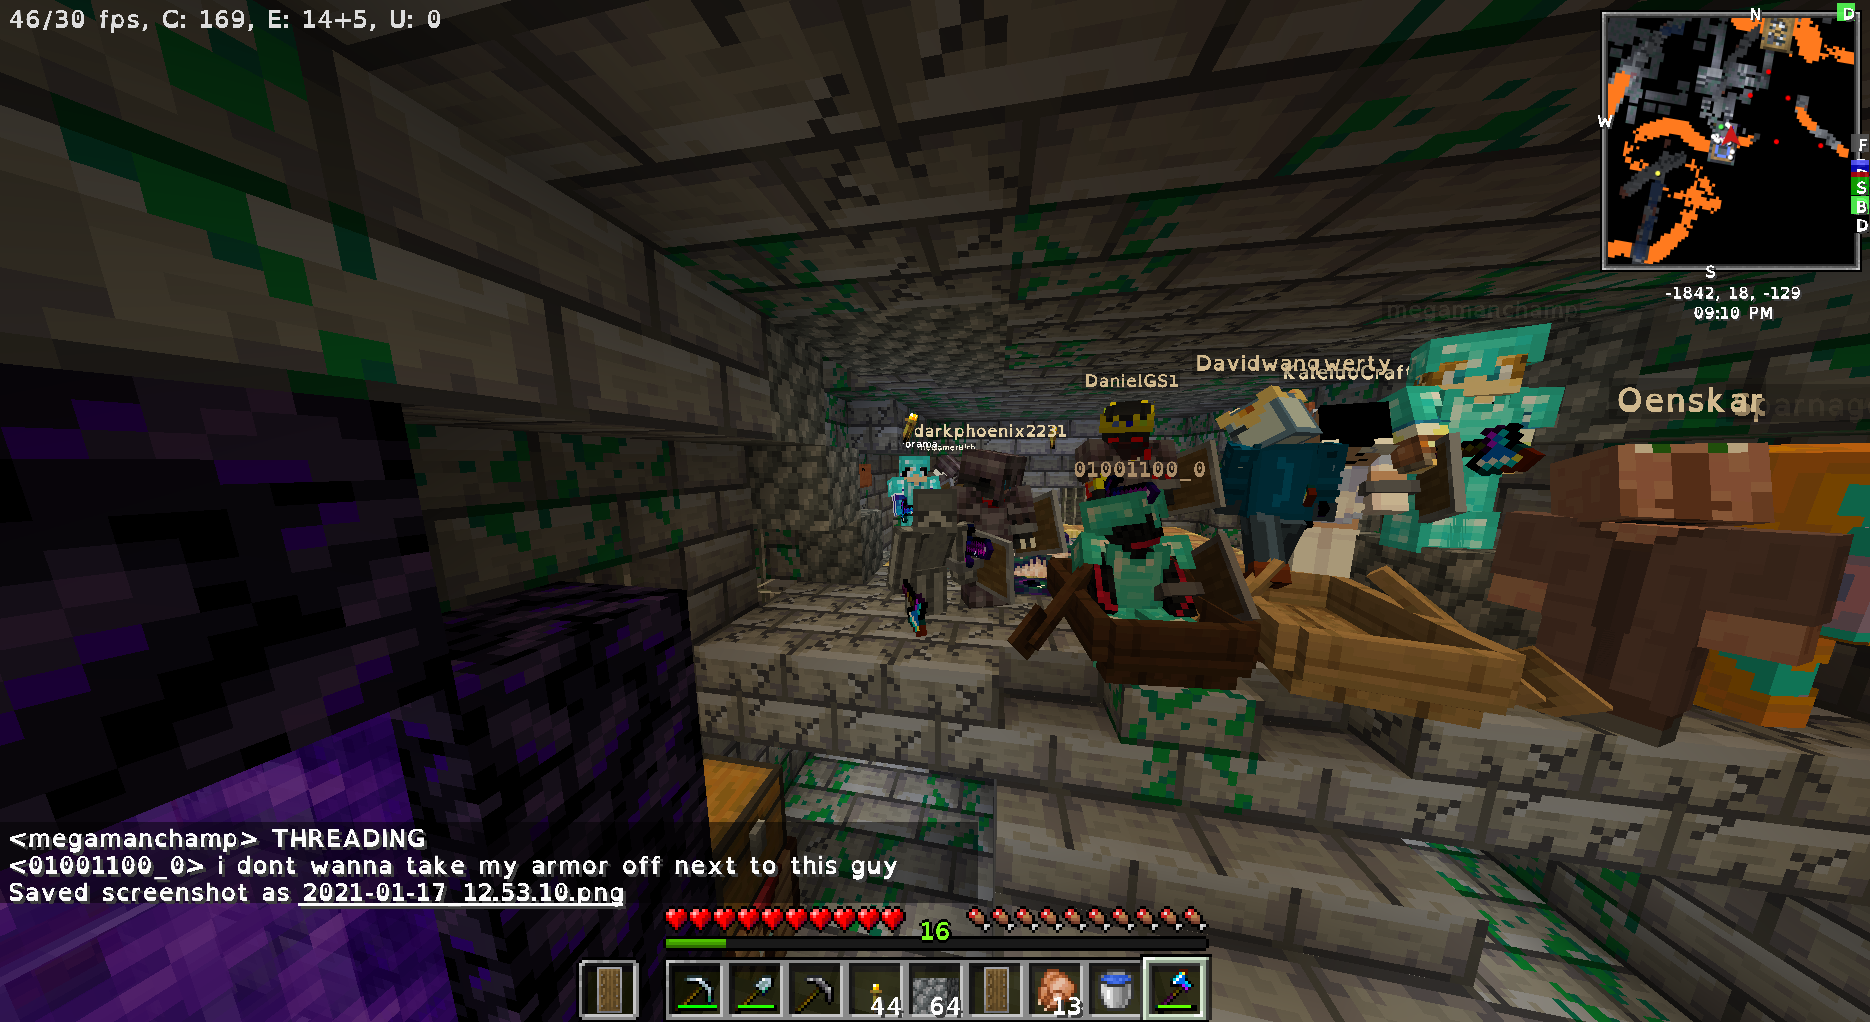 46/30 fps, C: 169, E: 14+5, U: 0
N
D
W
F
S
B
D
S
-1842, 18, -129
09:10 PM
megamanchamp
Davidwangwerty
KaleidoCraft
DanielGS1
Oenskar
darkphoenix2231
01001100_0
<megamanchamp> THREADING
<01001100_0> i dont wanna take my armor off next to this guy
Saved screenshot as 2021-01-17_12.53.10.png
16
44
64
13